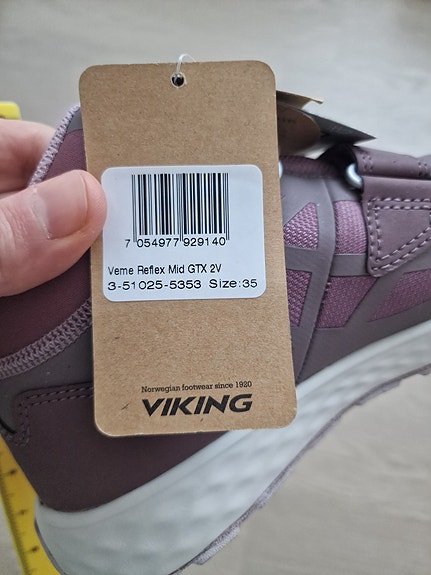 7 054977 929140
Veme Reflex Mid GTX 2V
3-51025-5353 Size:35
Norwegian footwear since 1920
VIKING